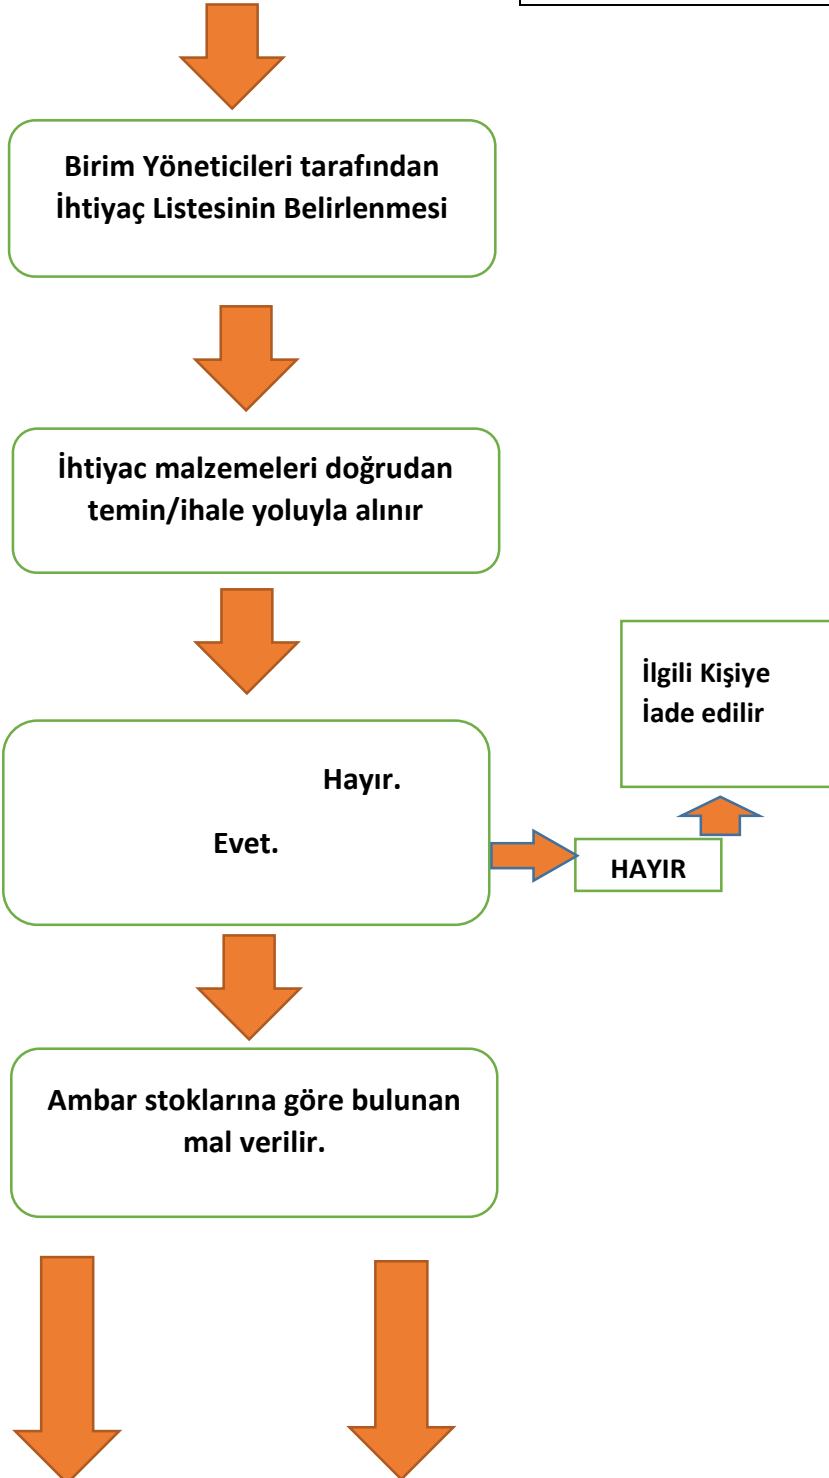 Birim Yöneticileri tarafından
İhtiyaç Listesinin Belirlenmesi
İhtiyac malzemeleri doğrudan
temin/ihale yoluyla alınır
İlgili Kişiye
İade edilir
Hayır.
Evet.
HAYIR
Ambar stoklarına göre bulunan
mal verilir.